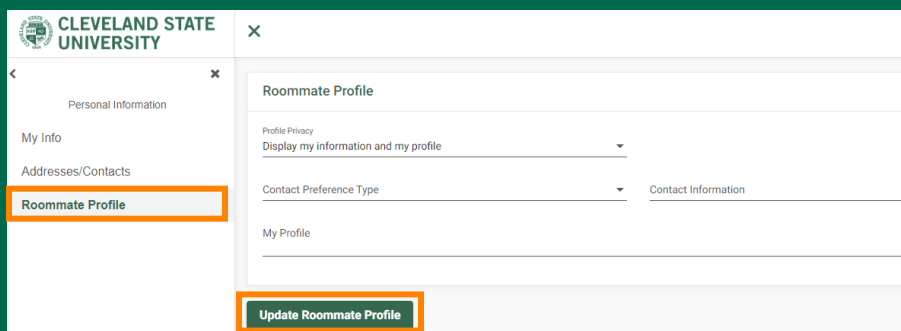 CLEVELAND STATE
UNIVERSITY
Personal Information
My Info
Addresses/Contacts
Roommate Profile
Roommate Profile
Profile Privacy
Display my information and my profile
Contact Preference Type
Contact Information
My Profile
Update Roommate Profile